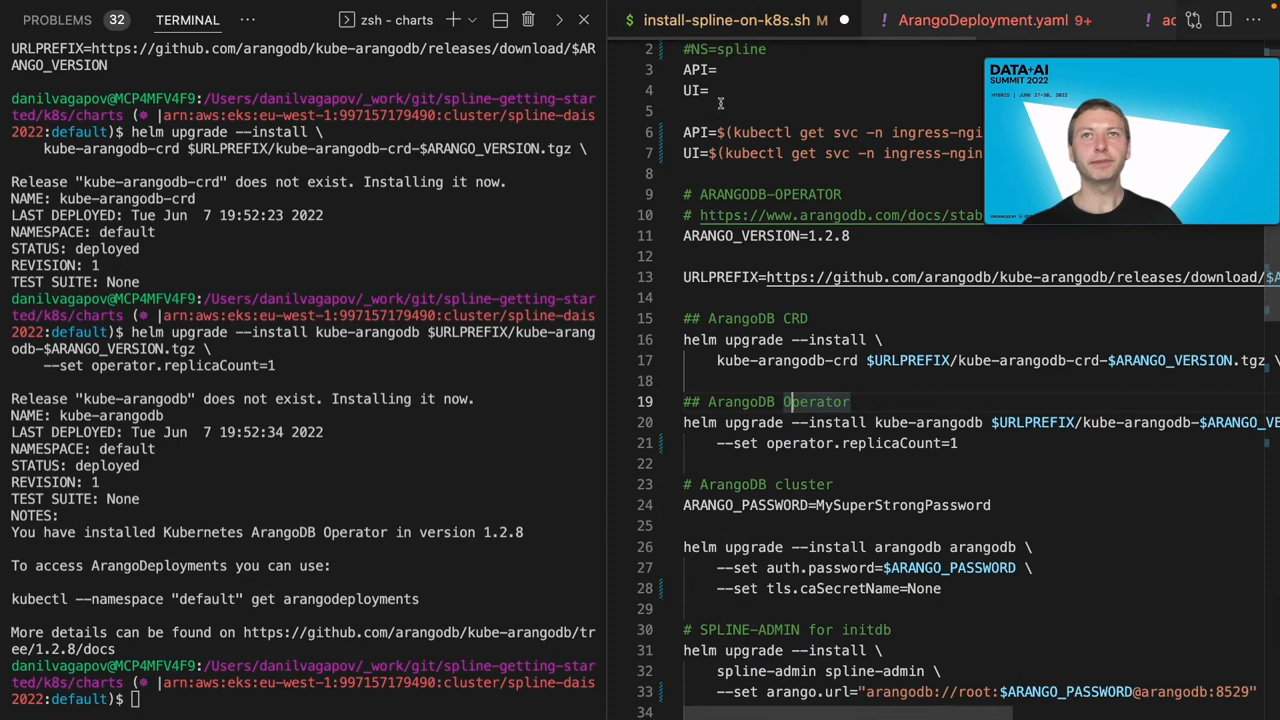 PROBLEMS 32 TERMINAL zsh - charts
URLPREFIX=https://github.com/arangodb/kube-arangodb/releases/download/$AR
ANGO_VERSION
danilvagapov@MCP4MFV4F9:/Users/danilvagapov/_work/git/spline-getting-star
ted/k8s/charts (⎈ |arn:aws:eks:eu-west-1:997157179490:cluster/spline-dais
2022:default)$ helm upgrade --install \
kube-arangodb-crd $URLPREFIX/kube-arangodb-crd-$ARANGO_VERSION.tgz \
Release "kube-arangodb-crd" does not exist. Installing it now.
NAME: kube-arangodb-crd
LAST DEPLOYED: Tue Jun  7 19:52:23 2022
NAMESPACE: default
STATUS: deployed
REVISION: 1
TEST SUITE: None
danilvagapov@MCP4MFV4F9:/Users/danilvagapov/_work/git/spline-getting-star
ted/k8s/charts (⎈ |arn:aws:eks:eu-west-1:997157179490:cluster/spline-dais
2022:default)$ helm upgrade --install kube-arangodb $URLPREFIX/kube-arang
odb-$ARANGO_VERSION.tgz \
--set operator.replicaCount=1
Release "kube-arangodb" does not exist. Installing it now.
NAME: kube-arangodb
LAST DEPLOYED: Tue Jun  7 19:52:34 2022
NAMESPACE: default
STATUS: deployed
REVISION: 1
TEST SUITE: None
NOTES:
You have installed Kubernetes ArangoDB Operator in version 1.2.8
To access ArangoDeployments you can use:
kubectl --namespace "default" get arangodeployments
More details can be found on https://github.com/arangodb/kube-arangodb/tr
ee/1.2.8/docs
danilvagapov@MCP4MFV4F9:/Users/danilvagapov/_work/git/spline-getting-star
ted/k8s/charts (⎈ |arn:aws:eks:eu-west-1:997157179490:cluster/spline-dais
2022:default)$
install-spline-on-k8s.sh M ArangoDeployment.yaml 9+ ac
2 #NS=spline
3 API=
4 UI=
5
6 API=$(kubectl get svc -n ingress-ngi
7 UI=$(kubectl get svc -n ingress-ngin
8
9 # ARANGODB-OPERATOR
10 # https://www.arangodb.com/docs/stab
11 ARANGO_VERSION=1.2.8
12
13 URLPREFIX=https://github.com/arangodb/kube-arangodb/releases/download/$A
14
15 ## ArangoDB CRD
16 helm upgrade --install \
17 kube-arangodb-crd $URLPREFIX/kube-arangodb-crd-$ARANGO_VERSION.tgz \
18
19 ## ArangoDB Operator
20 helm upgrade --install kube-arangodb $URLPREFIX/kube-arangodb-$ARANGO_VE
21 --set operator.replicaCount=1
22
23 # ArangoDB cluster
24 ARANGO_PASSWORD=MySuperStrongPassword
25
26 helm upgrade --install arangodb arangodb \
27 --set auth.password=$ARANGO_PASSWORD \
28 --set tls.caSecretName=None
29
30 # SPLINE-ADMIN for initdb
31 helm upgrade --install \
32 spline-admin spline-admin \
33 --set arango.url="arangodb://root:$ARANGO_PASSWORD@arangodb:8529"
34
DATA+AI
SUMMIT 2022
HYBRID | JUNE 27-30, 2022